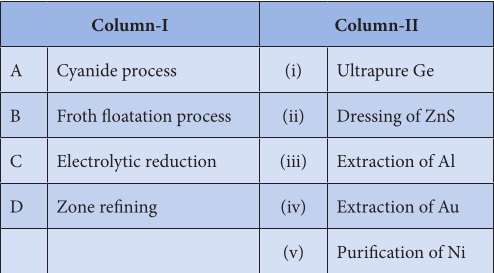 Column-I Column-II
A Cyanide process (i) Ultrapure Ge
B Froth floatation process (ii) Dressing of ZnS
C Electrolytic reduction (iii) Extraction of Al
D Zone refining (iv) Extraction of Au
(v) Purification of Ni